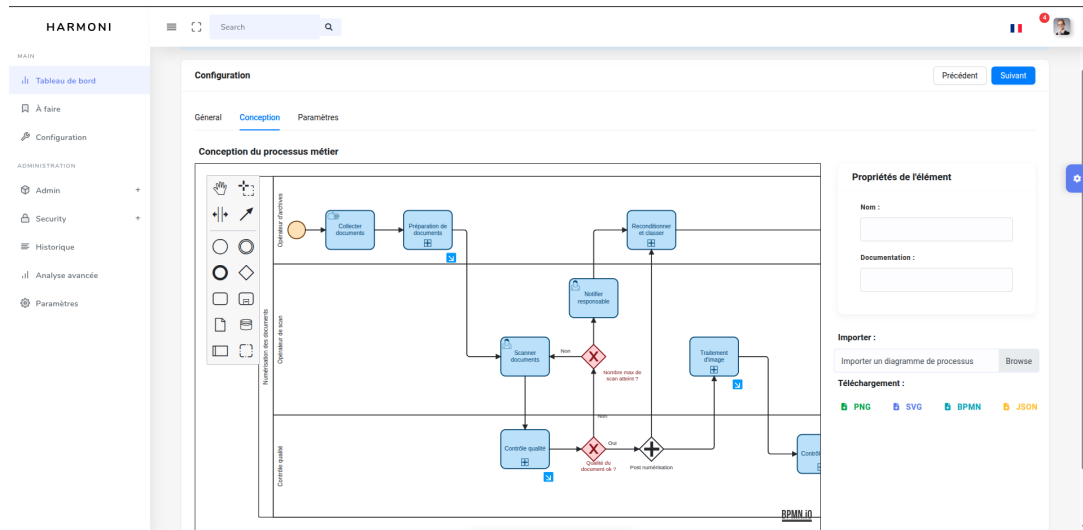 HARMONI
Search
4
MAIN
Tableau de bord
À faire
Configuration
ADMINISTRATION
Admin
Security
Historique
Analyse avancée
Paramètres
Configuration
Précédent
Suivant
Géneral
Conception
Paramètres
Conception du processus métier
Numérisation des documents
Opérateur d'archives
Collecter
documents
Préparation de
documents
Reconditionner
et classer
Opérateur de scan
Notifier
responsable
Scanner
documents
Non
Nombre max de
scan atteint ?
Traitement
d'image
Contrôle qualité
Contrôle qualité
Non
Oui
Qualité du
document ok ?
Post numérisation
BPMN.iO
Propriétés de l'élément
Nom :
Documentation :
Importer :
Importer un diagramme de processus
Browse
Téléchargement :
PNG
SVG
BPMN
JSON